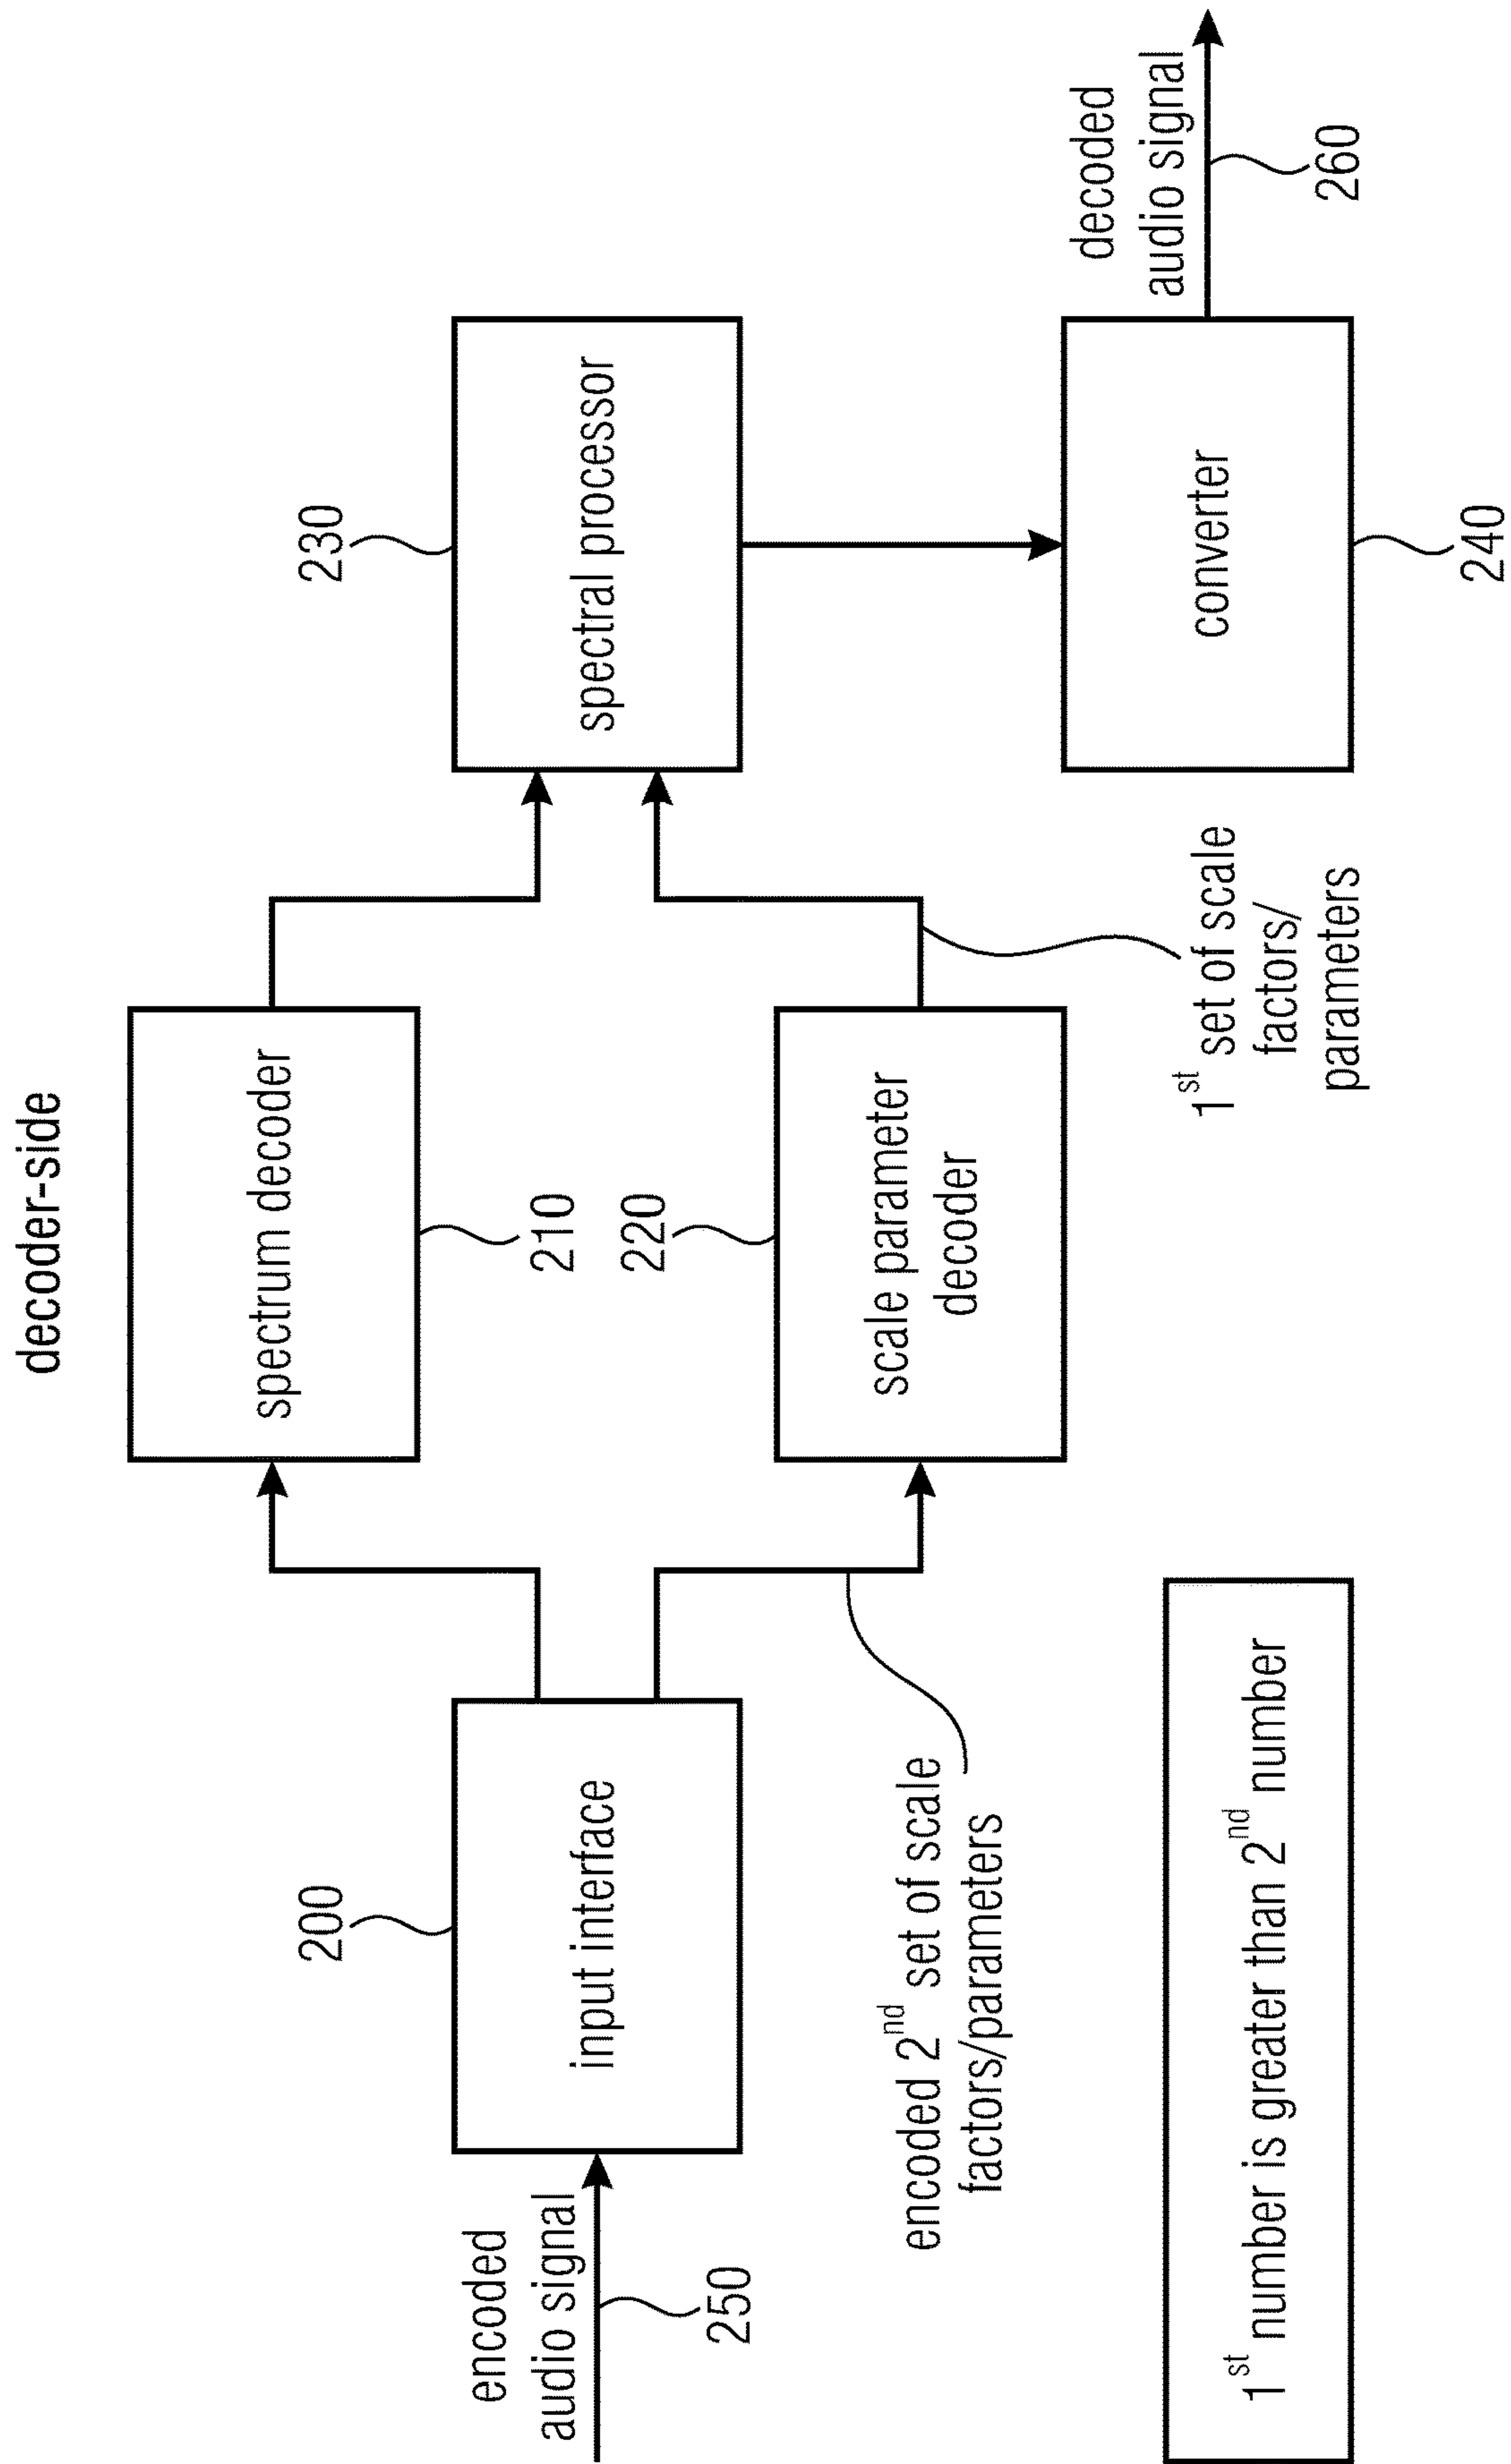 decoder-side
encoded
audio signal
250
200
input interface
spectrum decoder
210
220
scale parameter
decoder
encoded 2nd set of scale
factors/parameters
230
spectral processor
1st set of scale
factors/
parameters
converter
240
decoded
audio signal
260
1st number is greater than 2nd number